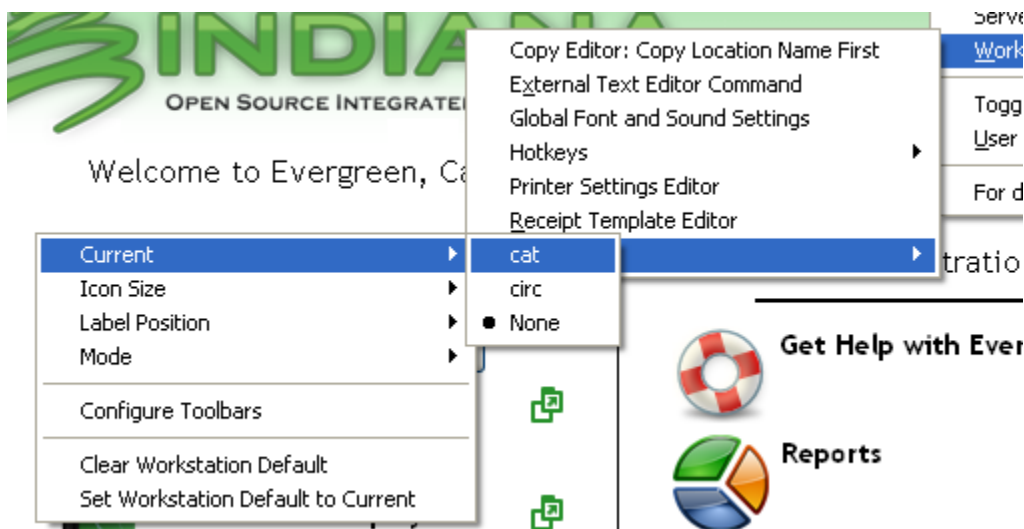 INDIANA
OPEN SOURCE INTEGRATE
Welcome to Evergreen,
Copy Editor: Copy Location Name First
External Text Editor Command
Global Font and Sound Settings
Hotkeys
Printer Settings Editor
Receipt Template Editor
Serve
Work
Togg
User
For d
Current
Icon Size
Label Position
Mode
Configure Toolbars
Clear Workstation Default
Set Workstation Default to Current
cat
circ
None
tratio
Get Help with Ever
Reports